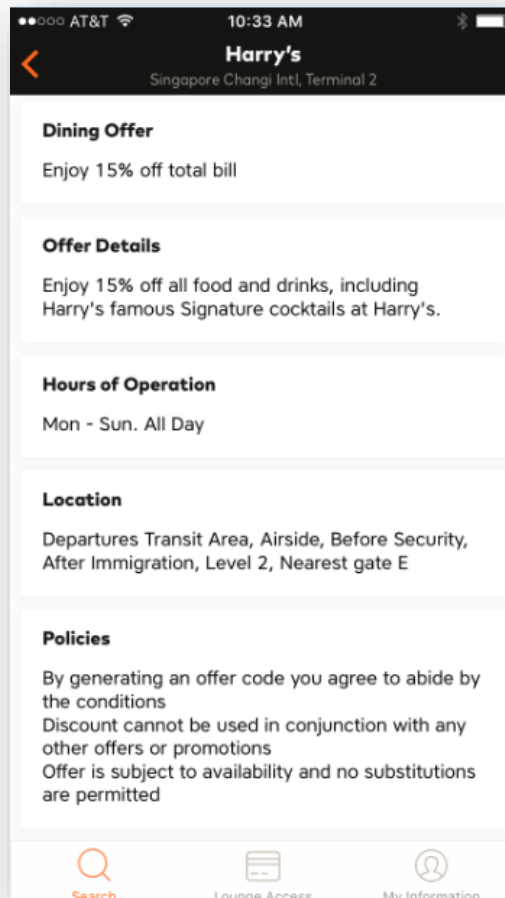 AT&T 10:33 AM
Harry's
Singapore Changi Intl, Terminal 2
Dining Offer
Enjoy 15% off total bill
Offer Details
Enjoy 15% off all food and drinks, including
Harry's famous Signature cocktails at Harry's.
Hours of Operation
Mon - Sun. All Day
Location
Departures Transit Area, Airside, Before Security,
After Immigration, Level 2, Nearest gate E
Policies
By generating an offer code you agree to abide by
the conditions
Discount cannot be used in conjunction with any
other offers or promotions
Offer is subject to availability and no substitutions
are permitted
Search Lounge Access My Information